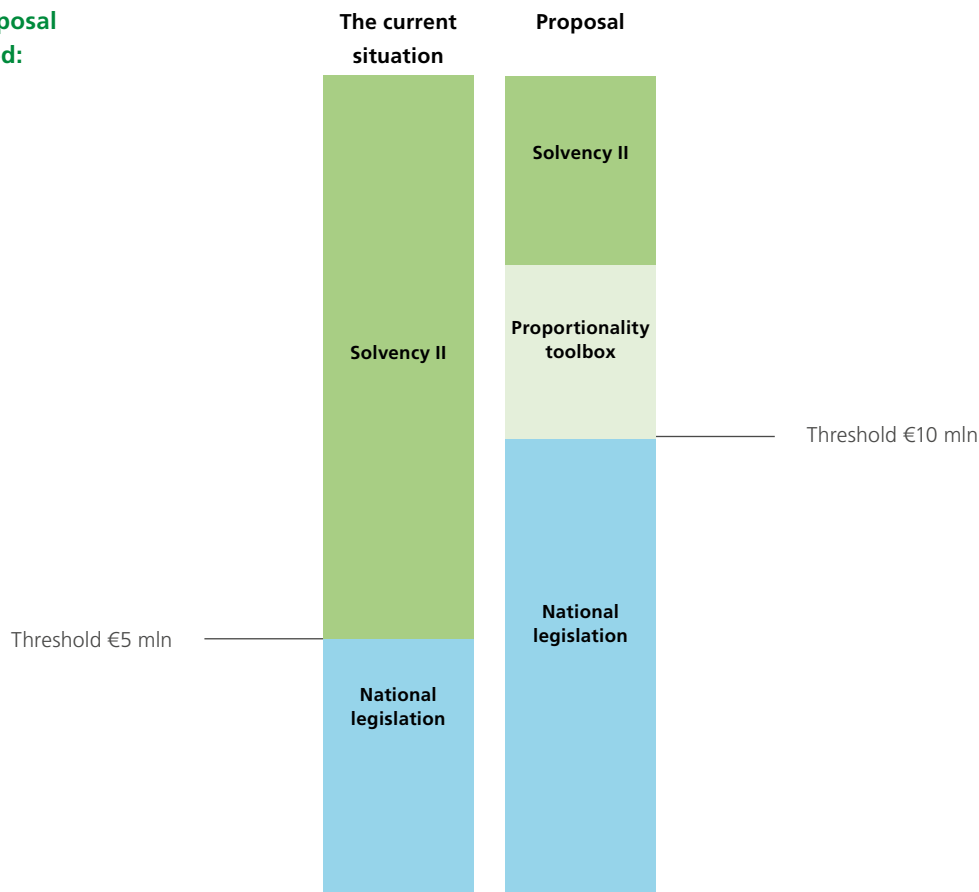 posal
d:
The current
situation
Proposal
Solvency II
Proportionality
toolbox
Solvency II
Threshold €10 mln
National
legislation
Threshold €5 mln
National
legislation